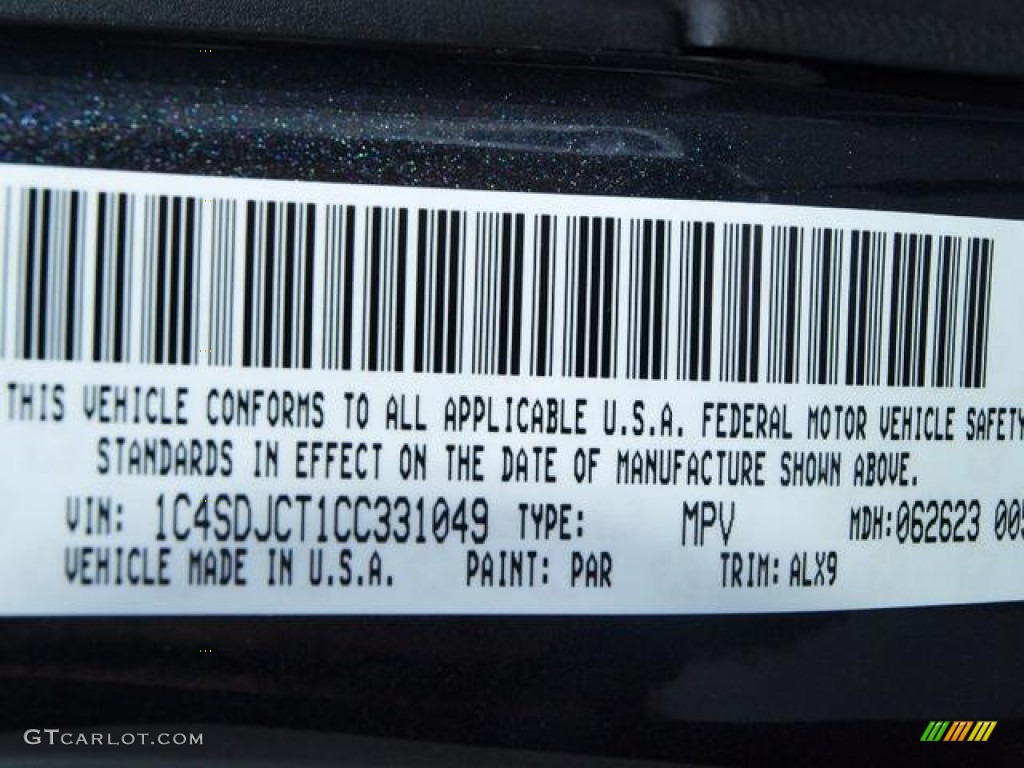 THIS VEHICLE CONFORMS TO ALL APPLICABLE U.S.A. FEDERAL MOTOR VEHICLE SAFETY
STANDARDS IN EFFECT ON THE DATE OF MANUFACTURE SHOWN ABOVE.
VIN: 1C4SDJCT1CC331049 TYPE: MPV MDH:062623 005
VEHICLE MADE IN U.S.A. PAINT: PAR TRIM: ALX9
GTCARLOT.COM